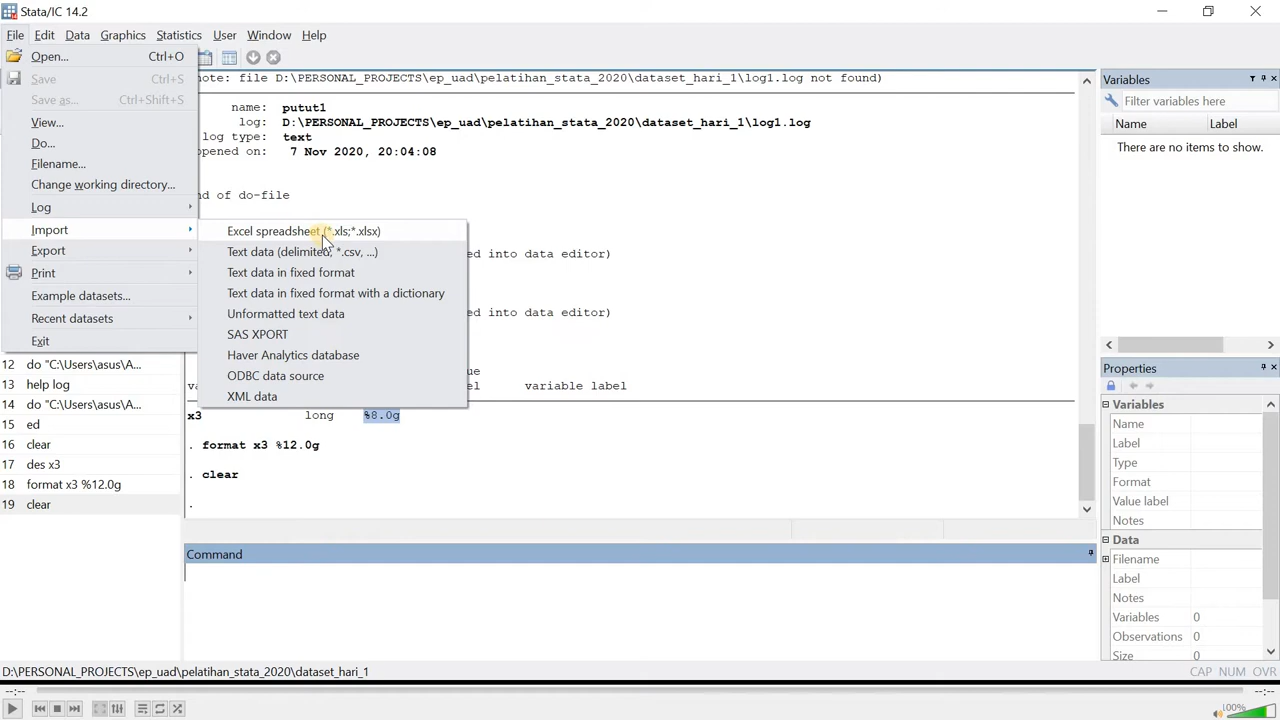 Stata/IC 14.2
File Edit Data Graphics Statistics User Window Help
Open... Ctrl+O
Save Ctrl+S
Save as... Ctrl+Shift+S
View...
Do...
Filename...
Change working directory...
Log
Import
Export
Print
Example datasets...
Recent datasets
Exit
Excel spreadsheet (*.xls;*.xlsx)
Text data (delimited, *.csv, ...)
Text data in fixed format
Text data in fixed format with a dictionary
Unformatted text data
SAS XPORT
Haver Analytics database
ODBC data source
XML data
12 do "C:\Users\asus\A...
13 help log
14 do "C:\Users\asus\A...
15 ed
16 clear
17 des x3
18 format x3 %12.0g
19 clear
note: file D:\PERSONAL_PROJECTS\ep_uad\pelatihan_stata_2020\dataset_hari_1\log1.log not found)
name: putut1
log: D:\PERSONAL_PROJECTS\ep_uad\pelatihan_stata_2020\dataset_hari_1\log1.log
log type: text
opened on: 7 Nov 2020, 20:04:08
nd of do-file
ed into data editor)
ed into data editor)
ue
va el variable label
x3 long %8.0g
. format x3 %12.0g
. clear
.
Command
Variables
Filter variables here
Name Label
There are no items to show.
Properties
Variables
Name
Label
Type
Format
Value label
Notes
Data
Filename
Label
Notes
Variables 0
Observations 0
Size 0
D:\PERSONAL_PROJECTS\ep_uad\pelatihan_stata_2020\dataset_hari_1
CAP NUM OVR
--:-- --:--
100%